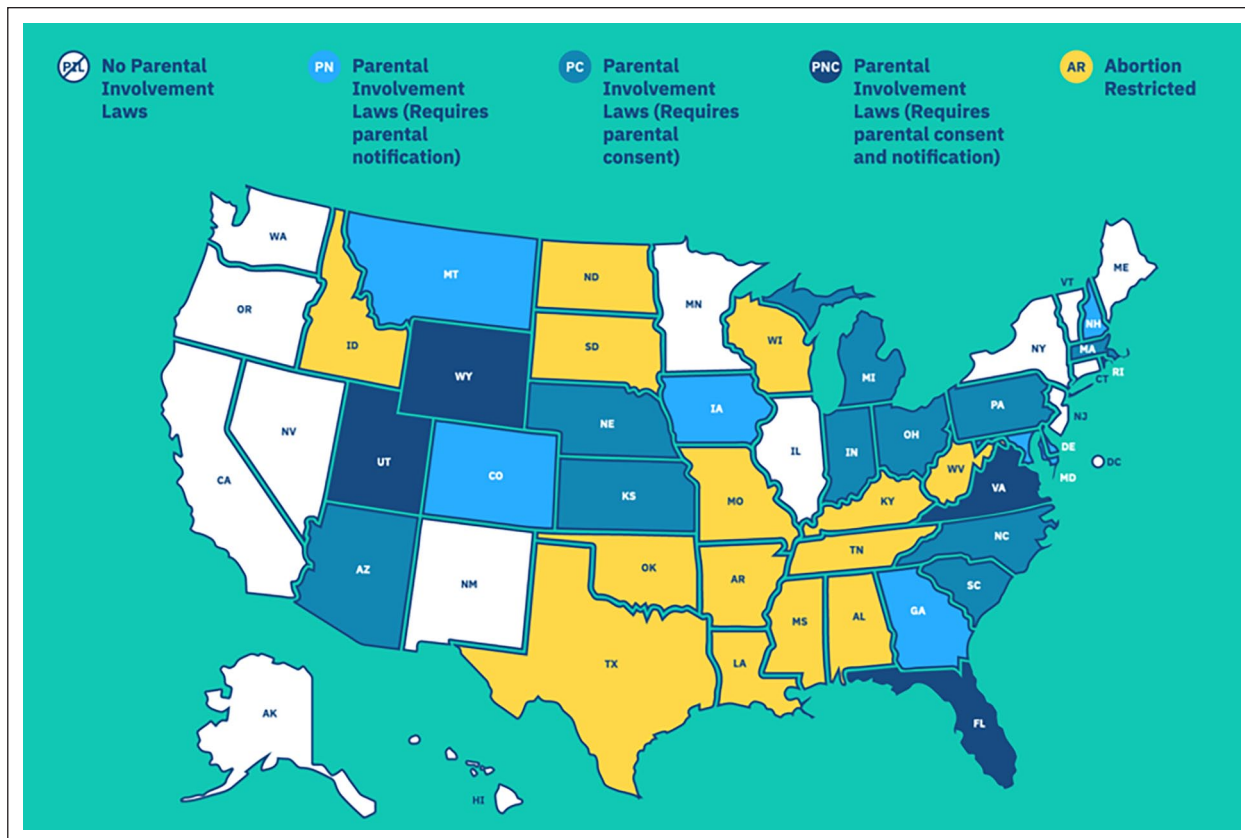 PIL No Parental
Involvement
Laws
PN Parental
Involvement
Laws (Requires
parental
notification)
PC Parental
Involvement
Laws (Requires
parental
consent)
PNC Parental
Involvement
Laws (Requires
parental consent
and notification)
AR Abortion
Restricted
WA
MT
ND
MN
ME
VT
OR
ID
SD
WI
NH
NY
MA
WY
MI
RI
CT
IA
NE
PA
NJ
NV
UT
CO
IL
IN
OH
DE
DC
CA
KS
MO
WV
MD
VA
KY
AZ
NM
OK
AR
TN
NC
SC
MS
AL
GA
TX
LA
AK
FL
HI